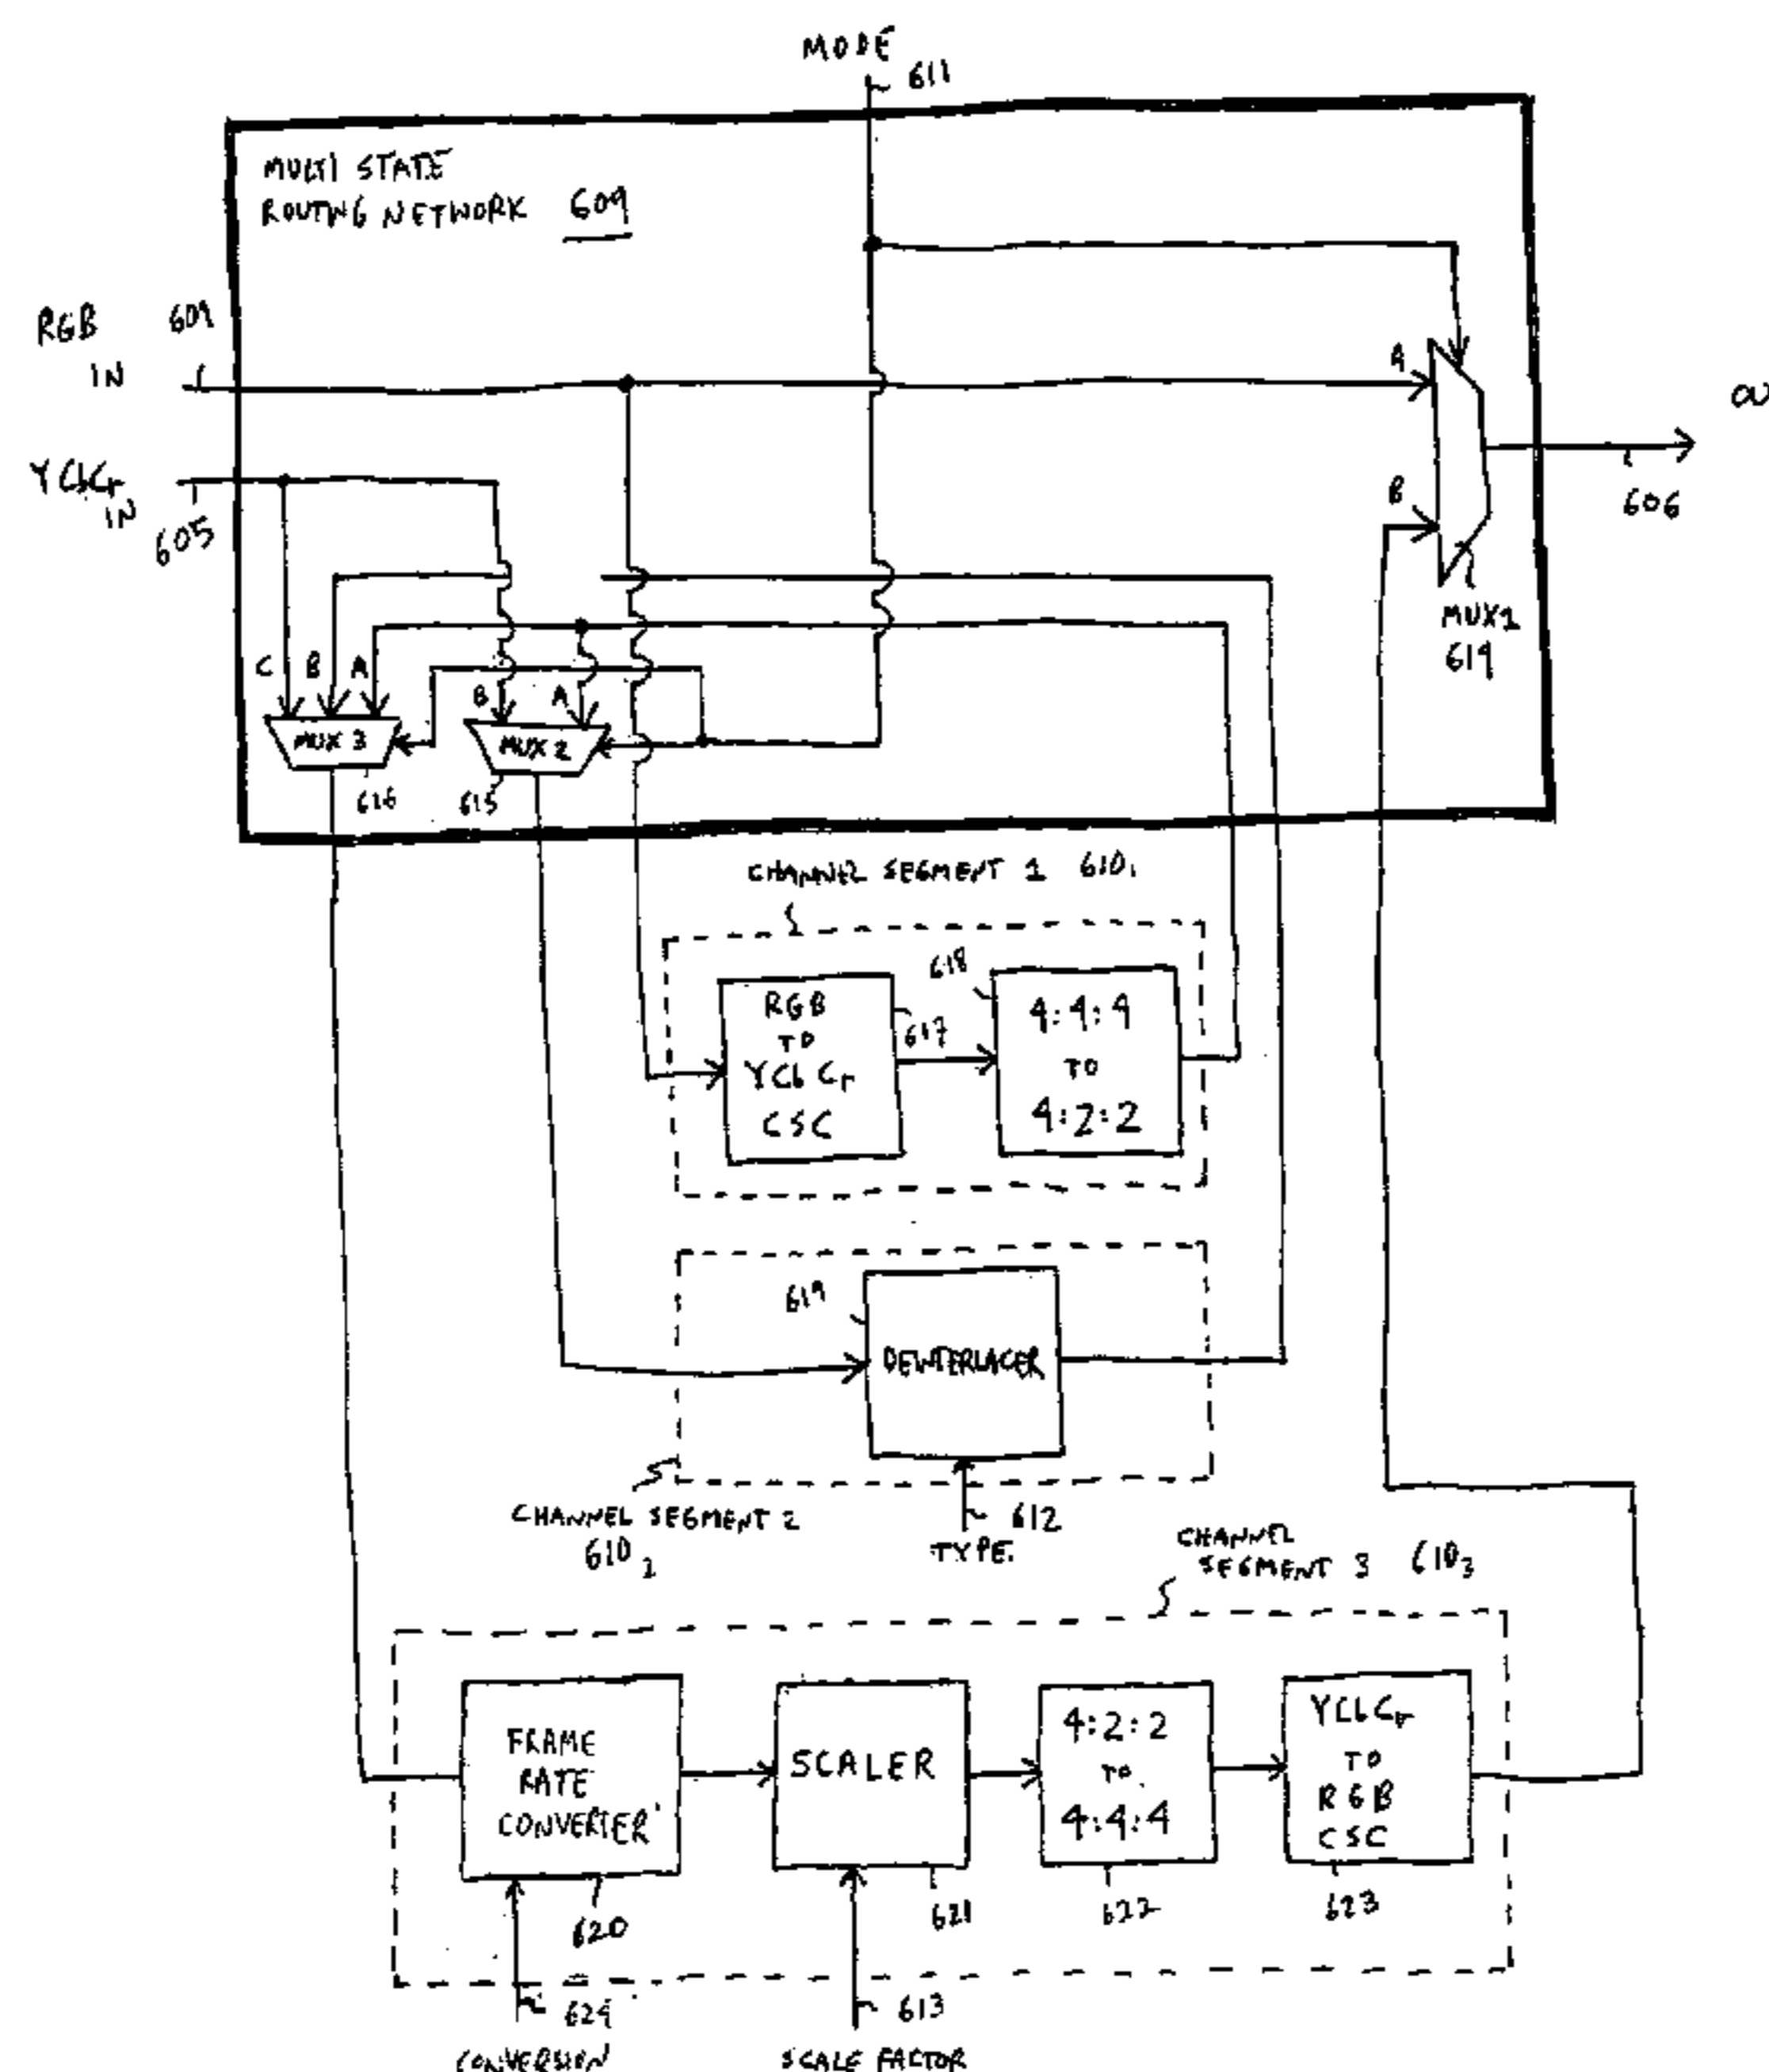 MODE
611
MULTI STATE
ROUTING NETWORK 609
RGB 604
IN
YCbCr
IN
605
A
B
606
MUX1
614
C B A
B A
MUX 3
MUX 2
616
615
CHANNEL SEGMENT 1 610₁
618
RGB
TO
YCbCr
CSC
617
4:4:4
TO
4:2:2
619
DEINTERLACER
CHANNEL SEGMENT 2
610₂
612
TYPE
CHANNEL
SEGMENT 3 610₃
FRAME
RATE
CONVERTER
SCALER
4:2:2
TO
4:4:4
YCbCr
TO
RGB
CSC
620
621
622
623
624
613
CONVERSION
SCALE FACTOR